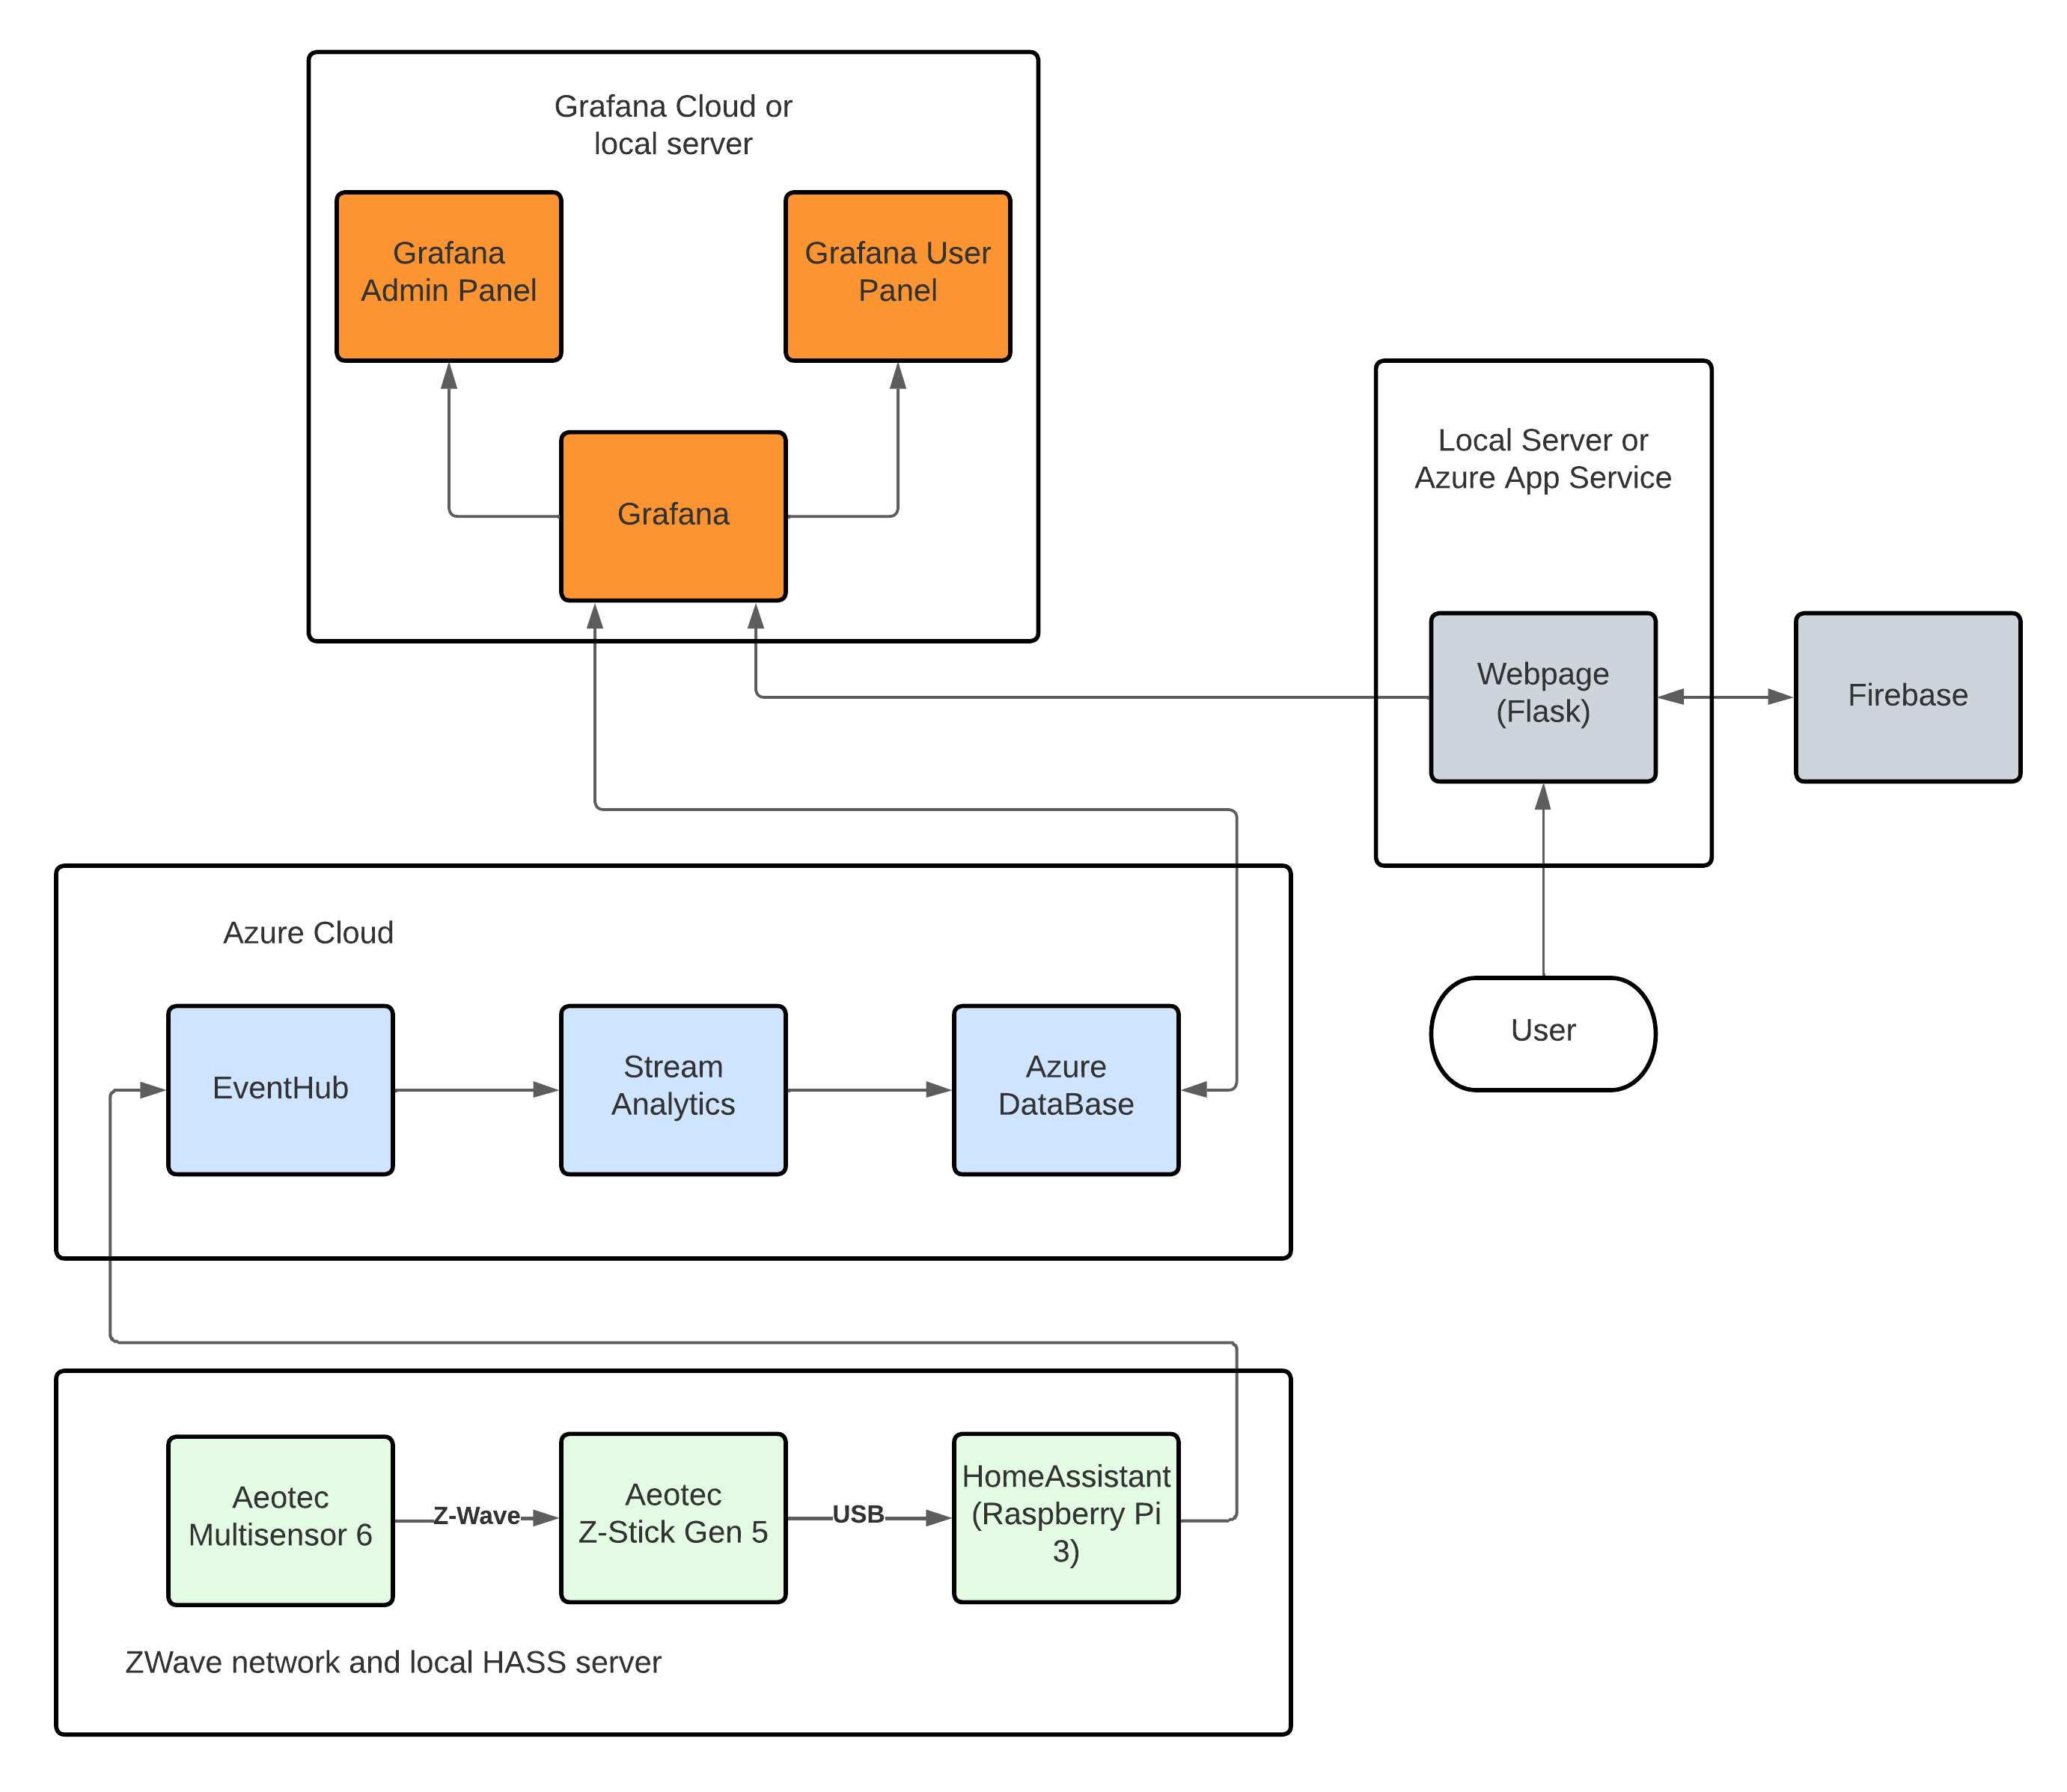 Grafana Cloud or
local server
Grafana
Admin Panel
Grafana User
Panel
Grafana
Local Server or
Azure App Service
Webpage
(Flask)
Firebase
User
Azure Cloud
EventHub
Stream
Analytics
Azure
DataBase
Aeotec
Multisensor 6
Z-Wave
Aeotec
Z-Stick Gen 5
USB
HomeAssistant
(Raspberry Pi
3)
ZWave network and local HASS server